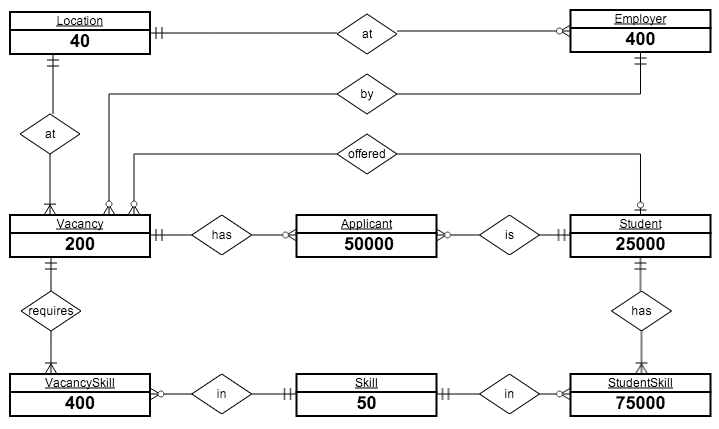 Location
40
at
Employer
400
by
at
offered
Vacancy
200
has
Applicant
50000
is
Student
25000
requires
has
VacancySkill
400
in
Skill
50
in
StudentSkill
75000